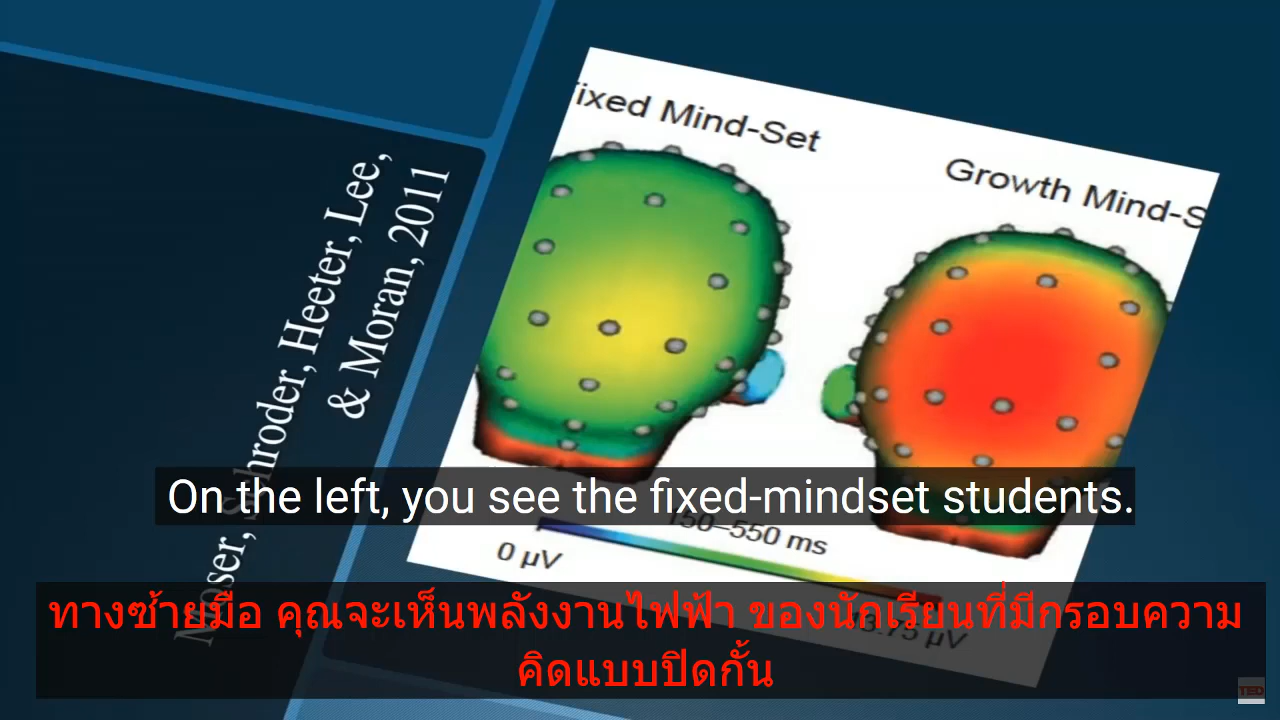 Fixed Mind-Set
Growth Mind-S
Moser, Schroder, Heeter, Lee,
& Moran, 2011
On the left, you see the fixed-mindset students.
150–550 ms
0 µV
13.75 µV
ทางซ้ายมือ คุณจะเห็นพลังงานไฟฟ้า ของนักเรียนที่มีกรอบความ
คิดแบบปิดกั้น
TED